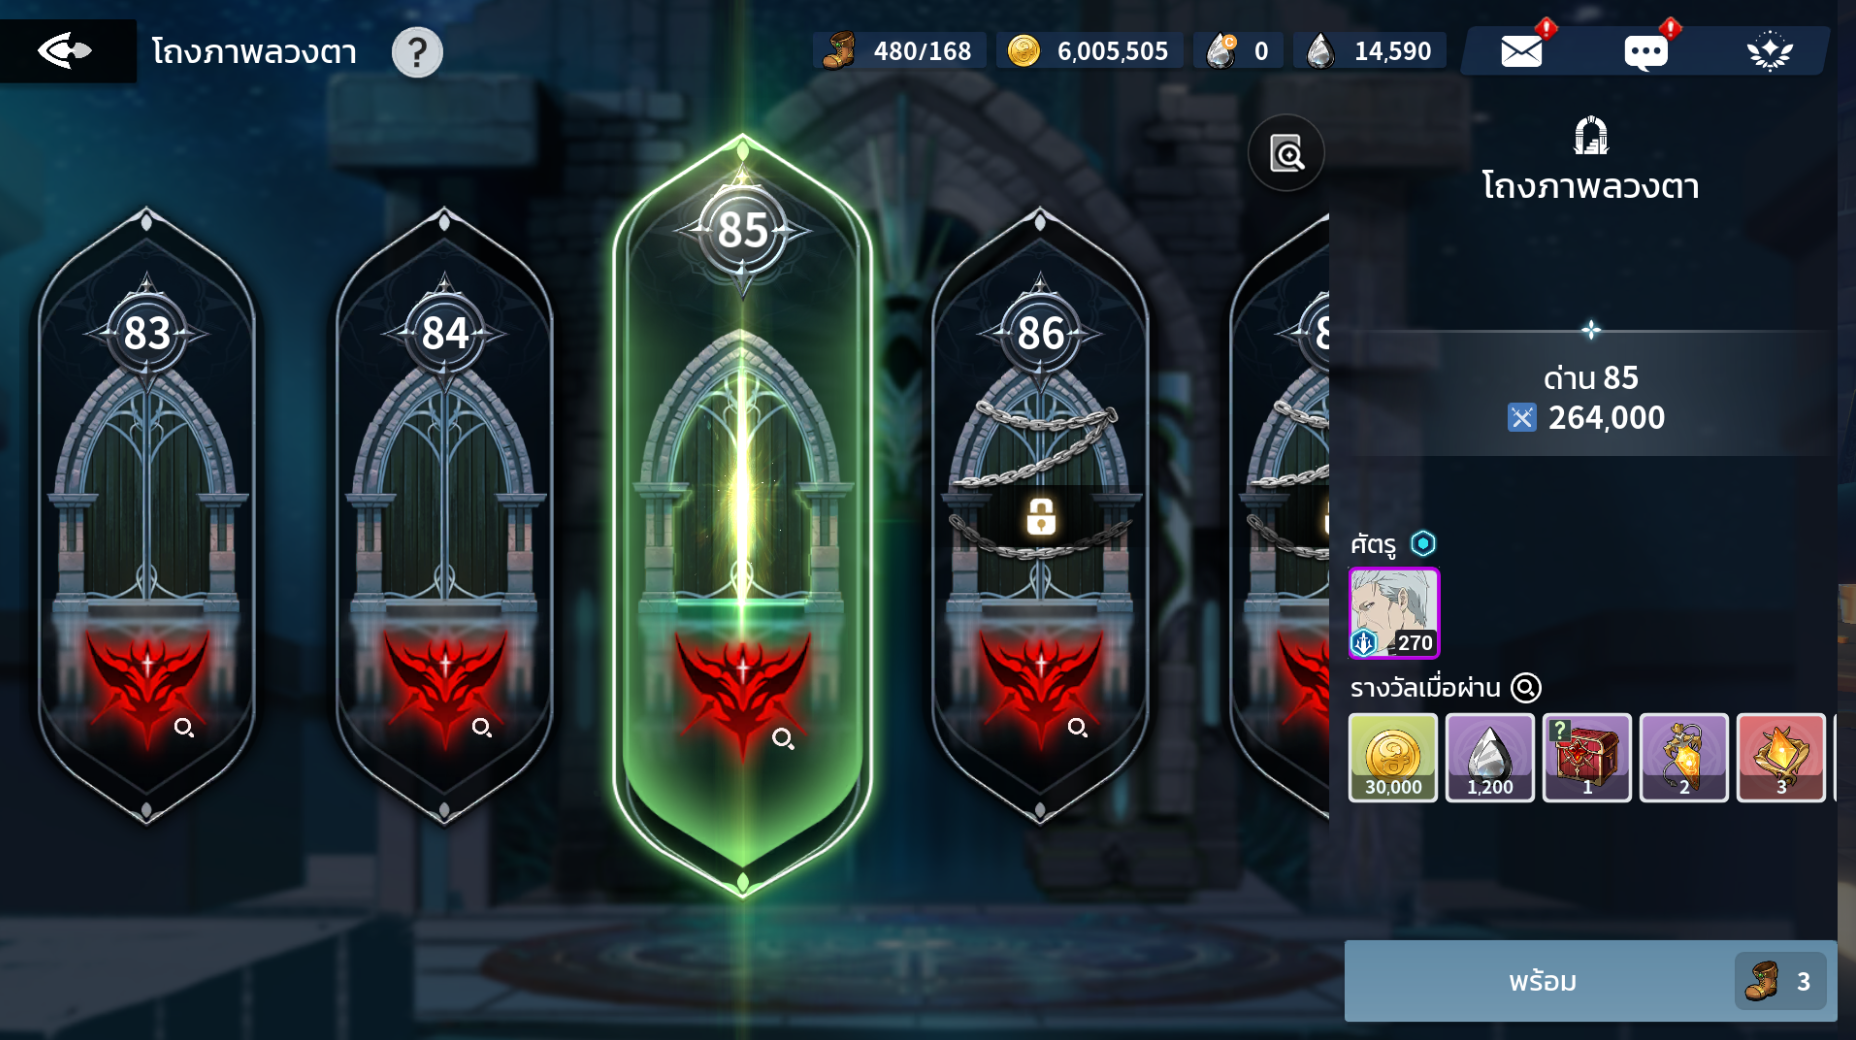 โถงภาพลวงตา
?
480/168
6,005,505
C
0
14,590
โถงภาพลวงตา
83
84
85
86
ด่าน 85
264,000
ศัตรู
270
รางวัลเมื่อผ่าน
30,000
1,200
?
1
2
3
พร้อม
3